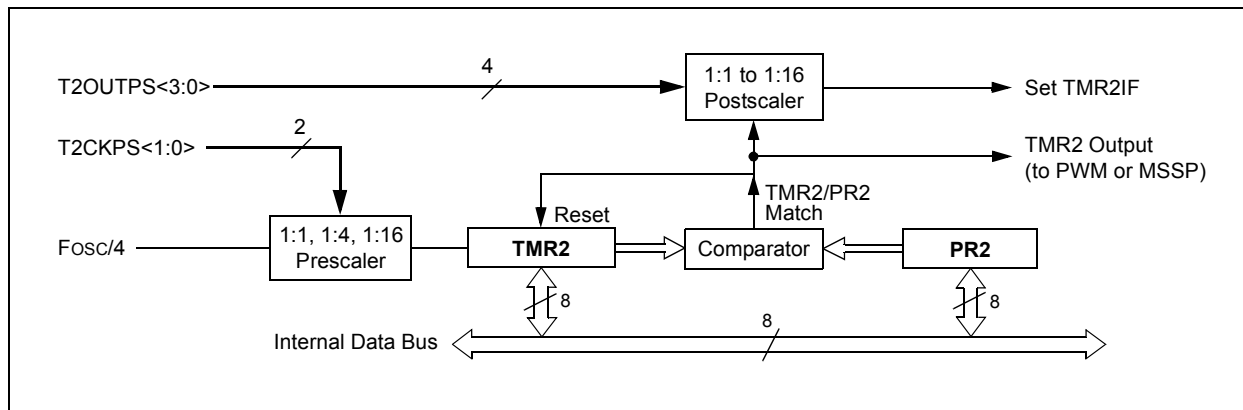 T2OUTPS<3:0>
4
1:1 to 1:16
Postscaler
Set TMR2IF
T2CKPS<1:0>
2
TMR2 Output
(to PWM or MSSP)
TMR2/PR2
Match
Reset
FOSC/4
1:1, 1:4, 1:16
Prescaler
TMR2
Comparator
PR2
8
8
8
Internal Data Bus